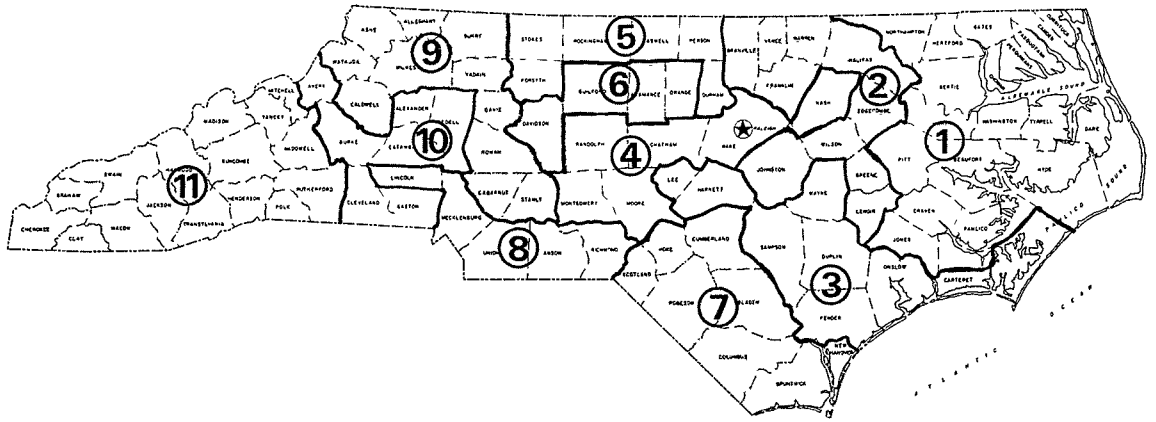 ASHE
ALLEGHANY
SURRY
STOKES
ROCKINGHAM
CASWELL
PERSON
GRANVILLE
VANCE
WARREN
NORTHAMPTON
GATES
HERTFORD
CURRITUCK
CAMDEN
PASQUOTANK
PERQUIMANS
5
9
WATAUGA
WILKES
YADKIN
FORSYTH
6
GUILFORD
ALAMANCE
ORANGE
DURHAM
FRANKLIN
HALIFAX
2
BERTIE
ALBEMARLE SOUND
MITCHELL
AVERY
CALDWELL
ALEXANDER
IREDELL
DAVIE
DAVIDSON
NASH
EDGECOMBE
WASHINGTON
TYRRELL
DARE
MADISON
YANCEY
BURKE
10
CATAWBA
ROWAN
RANDOLPH
4
CHATHAM
WAKE
RALEIGH
WILSON
1
PITT
BEAUFORT
HYDE
SWAIN
BUNCOMBE
McDOWELL
LINCOLN
LEE
HARNETT
JOHNSTON
WAYNE
GREENE
GRAHAM
11
JACKSON
HENDERSON
POLK
RUTHERFORD
CLEVELAND
GASTON
CABARRUS
STANLY
MONTGOMERY
MOORE
LENOIR
CRAVEN
PAMLICO
PAMLICO SOUND
CHEROKEE
CLAY
MACON
TRANSYLVANIA
MECKLENBURG
8
UNION
ANSON
RICHMOND
SCOTLAND
HOKE
CUMBERLAND
SAMPSON
DUPLIN
JONES
ONSLOW
CARTERET
7
ROBESON
BLADEN
3
PENDER
COLUMBUS
NEW
HANOVER
BRUNSWICK
ATLANTIC OCEAN